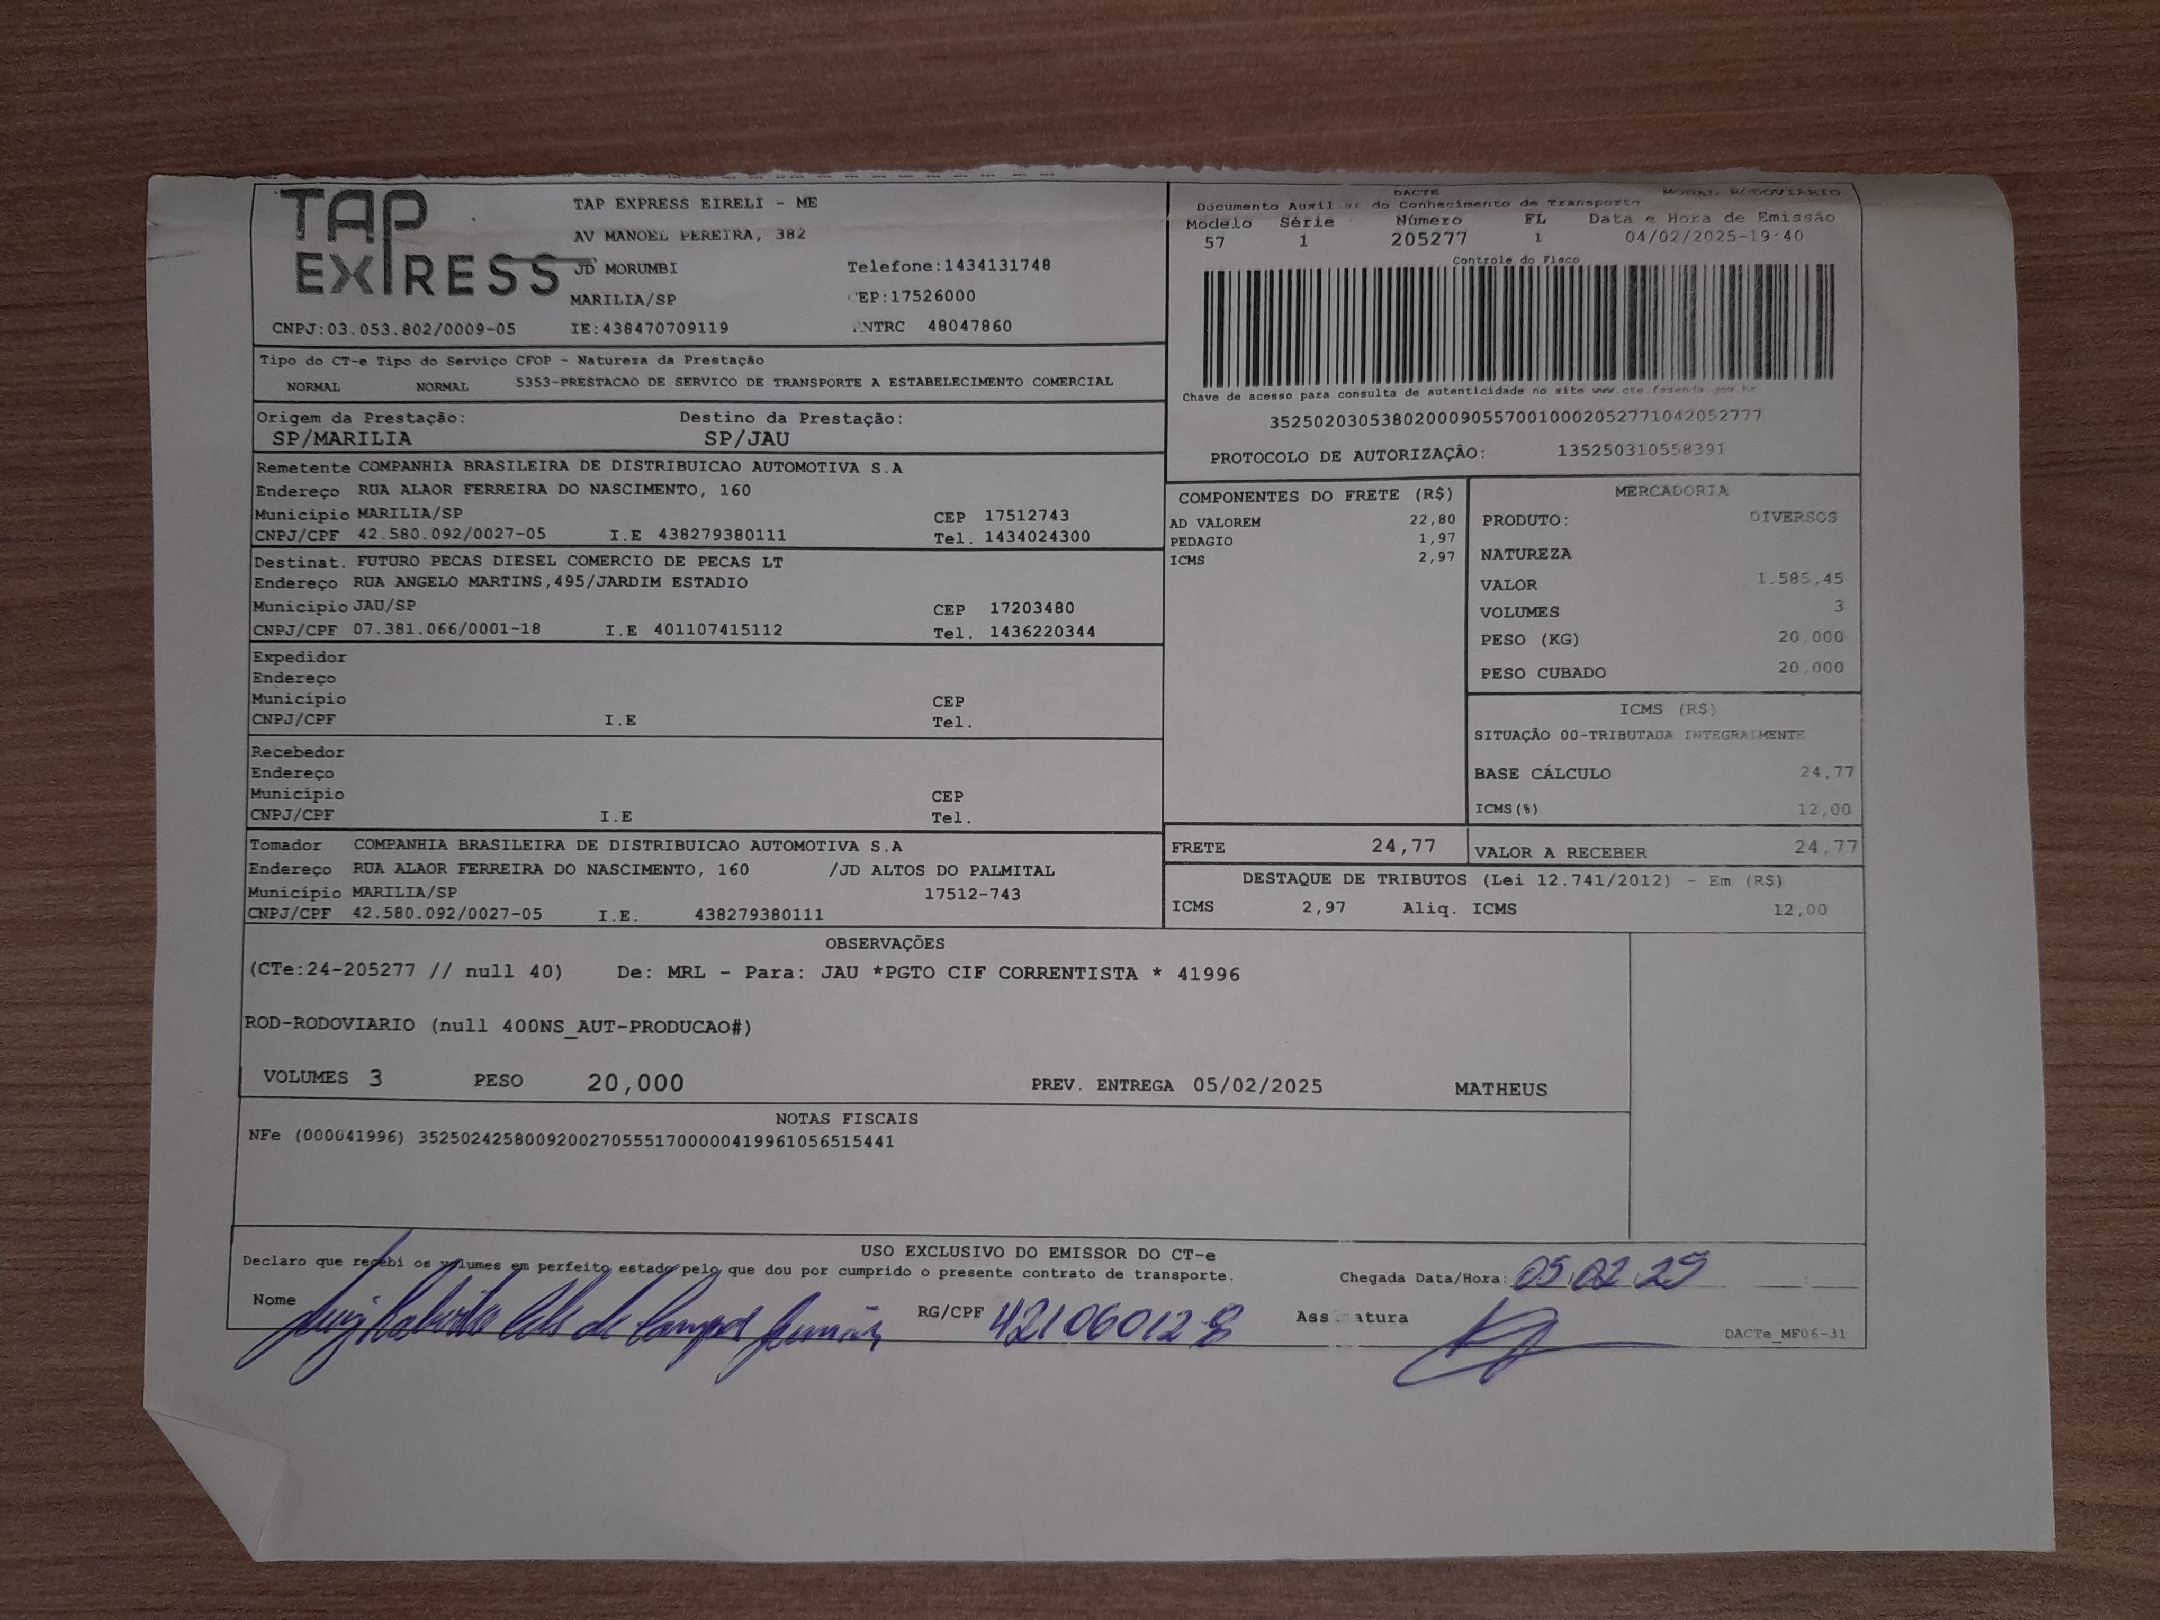 TAP EXPRESS
TAP EXPRESS EIRELI - ME
AV MANOEL PEREIRA, 382
JD MORUMBI Telefone:1434131748
MARILIA/SP CEP:17526000
CNPJ:03.053.802/0009-05 IE:438470709119 RNTRC 48047860
DACTE MODAL RODOVIÁRIO
Documento Auxiliar do Conhecimento de Transporte
Modelo Série Número FL Data e Hora de Emissão
57 1 205277 1 04/02/2025-19:40
Controle do Fisco
Chave de acesso para consulta de autenticidade no site www.cte.fazenda.gov.br
35250203053802000905570010002052771042052777
PROTOCOLO DE AUTORIZAÇÃO: 135250310558391
Tipo do CT-e Tipo do Serviço CFOP - Natureza da Prestação
NORMAL NORMAL 5353-PRESTACAO DE SERVICO DE TRANSPORTE A ESTABELECIMENTO COMERCIAL
Origem da Prestação: Destino da Prestação:
SP/MARILIA SP/JAU
Remetente COMPANHIA BRASILEIRA DE DISTRIBUICAO AUTOMOTIVA S.A
Endereço RUA ALAOR FERREIRA DO NASCIMENTO, 160
Município MARILIA/SP CEP 17512743
CNPJ/CPF 42.580.092/0027-05 I.E 438279380111 Tel. 1434024300
Destinat. FUTURO PECAS DIESEL COMERCIO DE PECAS LT
Endereço RUA ANGELO MARTINS,495/JARDIM ESTADIO
Município JAU/SP CEP 17203480
CNPJ/CPF 07.381.066/0001-18 I.E 401107415112 Tel. 1436220344
Expedidor
Endereço
Município CEP
CNPJ/CPF I.E Tel.
Recebedor
Endereço
Município CEP
CNPJ/CPF I.E Tel.
Tomador COMPANHIA BRASILEIRA DE DISTRIBUICAO AUTOMOTIVA S.A
Endereço RUA ALAOR FERREIRA DO NASCIMENTO, 160 /JD ALTOS DO PALMITAL
Município MARILIA/SP 17512-743
CNPJ/CPF 42.580.092/0027-05 I.E. 438279380111
COMPONENTES DO FRETE (R$)
AD VALOREM 22,80
PEDAGIO 1,97
ICMS 2,97
MERCADORIA
PRODUTO: DIVERSOS
NATUREZA
VALOR 1.585,45
VOLUMES 3
PESO (KG) 20,000
PESO CUBADO 20,000
ICMS (R$)
SITUAÇÃO 00-TRIBUTADA INTEGRALMENTE
BASE CÁLCULO 24,77
ICMS(%) 12,00
FRETE 24,77 VALOR A RECEBER 24,77
DESTAQUE DE TRIBUTOS (Lei 12.741/2012) - Em (R$)
ICMS 2,97 Aliq. ICMS 12,00
OBSERVAÇÕES
(CTe:24-205277 // null 40) De: MRL - Para: JAU *PGTO CIF CORRENTISTA * 41996
ROD-RODOVIARIO (null 400NS_AUT-PRODUCAO#)
VOLUMES 3 PESO 20,000 PREV. ENTREGA 05/02/2025 MATHEUS
NOTAS FISCAIS
NFe (000041996) 35250242580092002705551700000419961056515441
USO EXCLUSIVO DO EMISSOR DO CT-e
Declaro que recebi os volumes em perfeito estado pelo que dou por cumprido o presente contrato de transporte.
Chegada Data/Hora: 05 02 25
Nome RG/CPF 42106012-8 Assinatura
DACTe_MF06-31